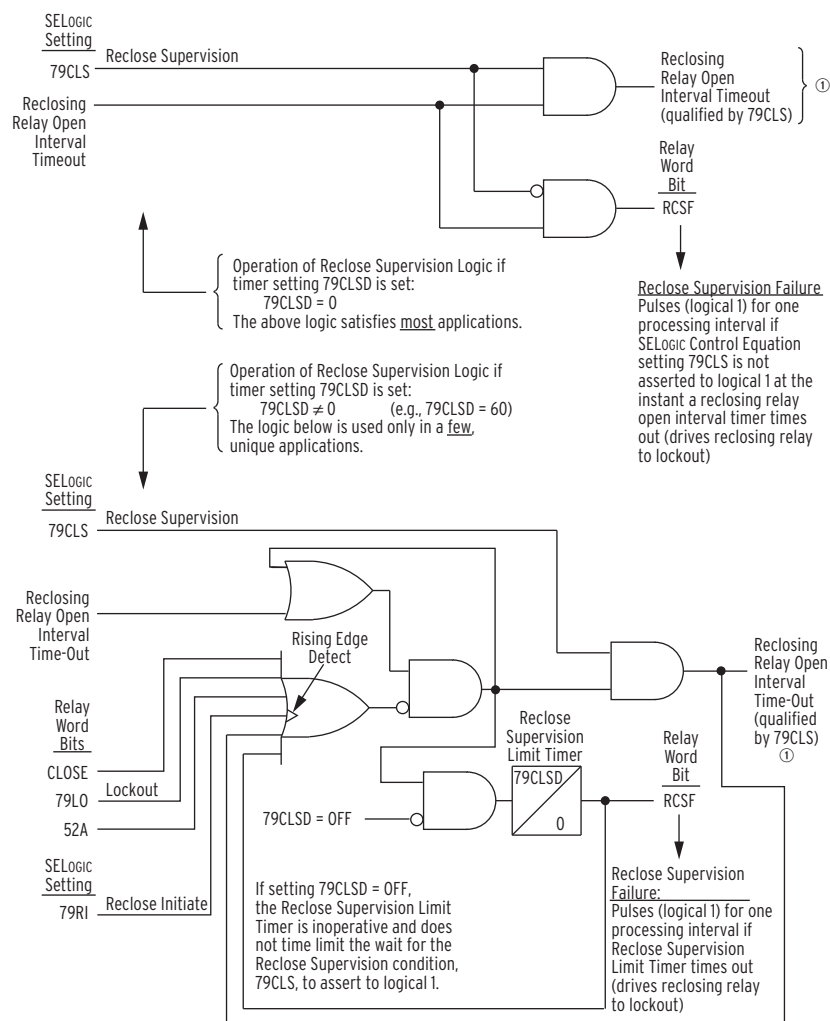 SELOGIC
Setting
79CLS
Reclose Supervision
Reclosing
Relay Open
Interval
Timeout
Reclosing
Relay Open
Interval Timeout
(qualified by 79CLS)
①
Relay
Word
Bit
RCSF
Operation of Reclose Supervision Logic if
timer setting 79CLSD is set:
79CLSD = 0
The above logic satisfies most applications.
Reclose Supervision Failure
Pulses (logical 1) for one
processing interval if
SELOGIC Control Equation
setting 79CLS is not
asserted to logical 1 at the
instant a reclosing relay
open interval timer times
out (drives reclosing relay
to lockout)
Operation of Reclose Supervision Logic if
timer setting 79CLSD is set:
79CLSD ≠ 0 (e.g., 79CLSD = 60)
The logic below is used only in a few,
unique applications.
SELOGIC
Setting
79CLS
Reclose Supervision
Reclosing
Relay Open
Interval
Time-Out
Rising Edge
Detect
Relay
Word
Bits
CLOSE
79LO
Lockout
52A
SELOGIC
Setting
79RI
Reclose Initiate
Reclose
Supervision
Limit Timer
79CLSD
0
79CLSD = OFF
Relay
Word
Bit
RCSF
Reclosing
Relay Open
Interval
Time-Out
(qualified
by 79CLS)
①
If setting 79CLSD = OFF,
the Reclose Supervision Limit
Timer is inoperative and does
not time limit the wait for the
Reclose Supervision condition,
79CLS, to assert to logical 1.
Reclose Supervision
Failure:
Pulses (logical 1) for one
processing interval if
Reclose Supervision
Limit Timer times out
(drives reclosing relay
to lockout)